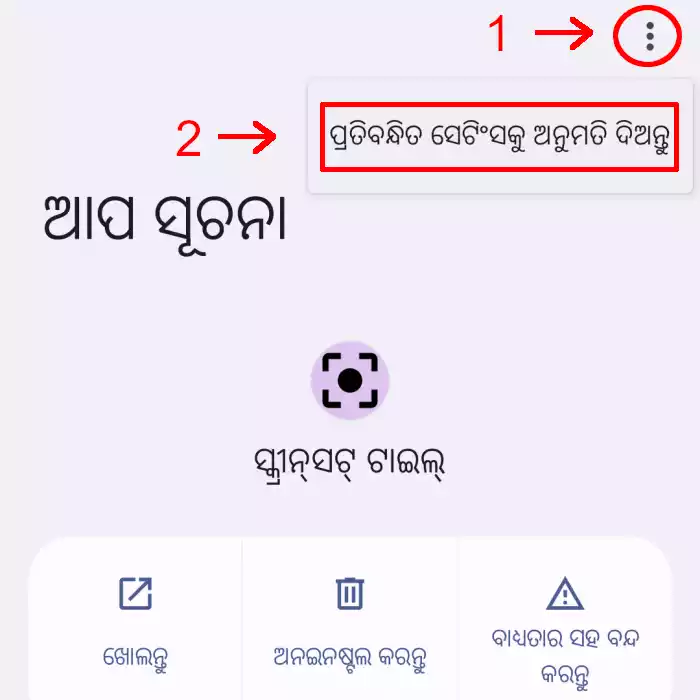 1
2
ପ୍ରତିବନ୍ଧିତ ସେଟିଂସକୁ ଅନୁମତି ଦିଅନ୍ତୁ
ଆପ ସୂଚନା
ସ୍କ୍ରୀନ୍‌ସଟ୍ ଟାଇଲ୍
ଖୋଲନ୍ତୁ
ଅନଇନଷ୍ଟଲ କରନ୍ତୁ
ବାଧ୍ୟତାର ସହ ବନ୍ଦ
କରନ୍ତୁ